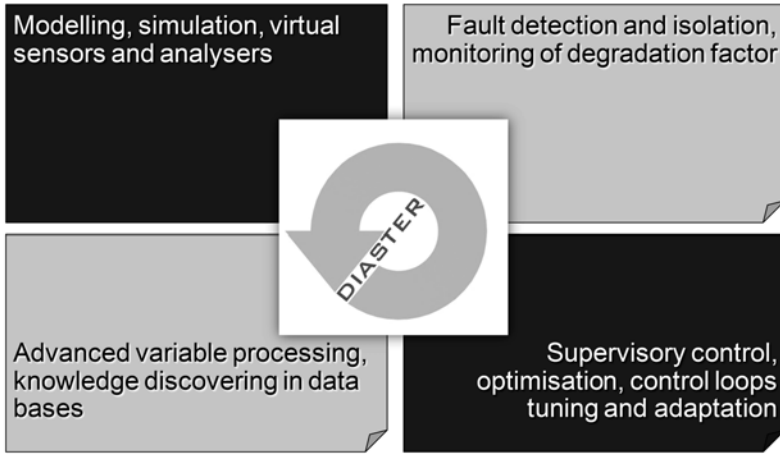 Modelling, simulation, virtual
sensors and analysers
Fault detection and isolation,
monitoring of degradation factor
DIASTER
Advanced variable processing,
knowledge discovering in data
bases
Supervisory control,
optimisation, control loops
tuning and adaptation